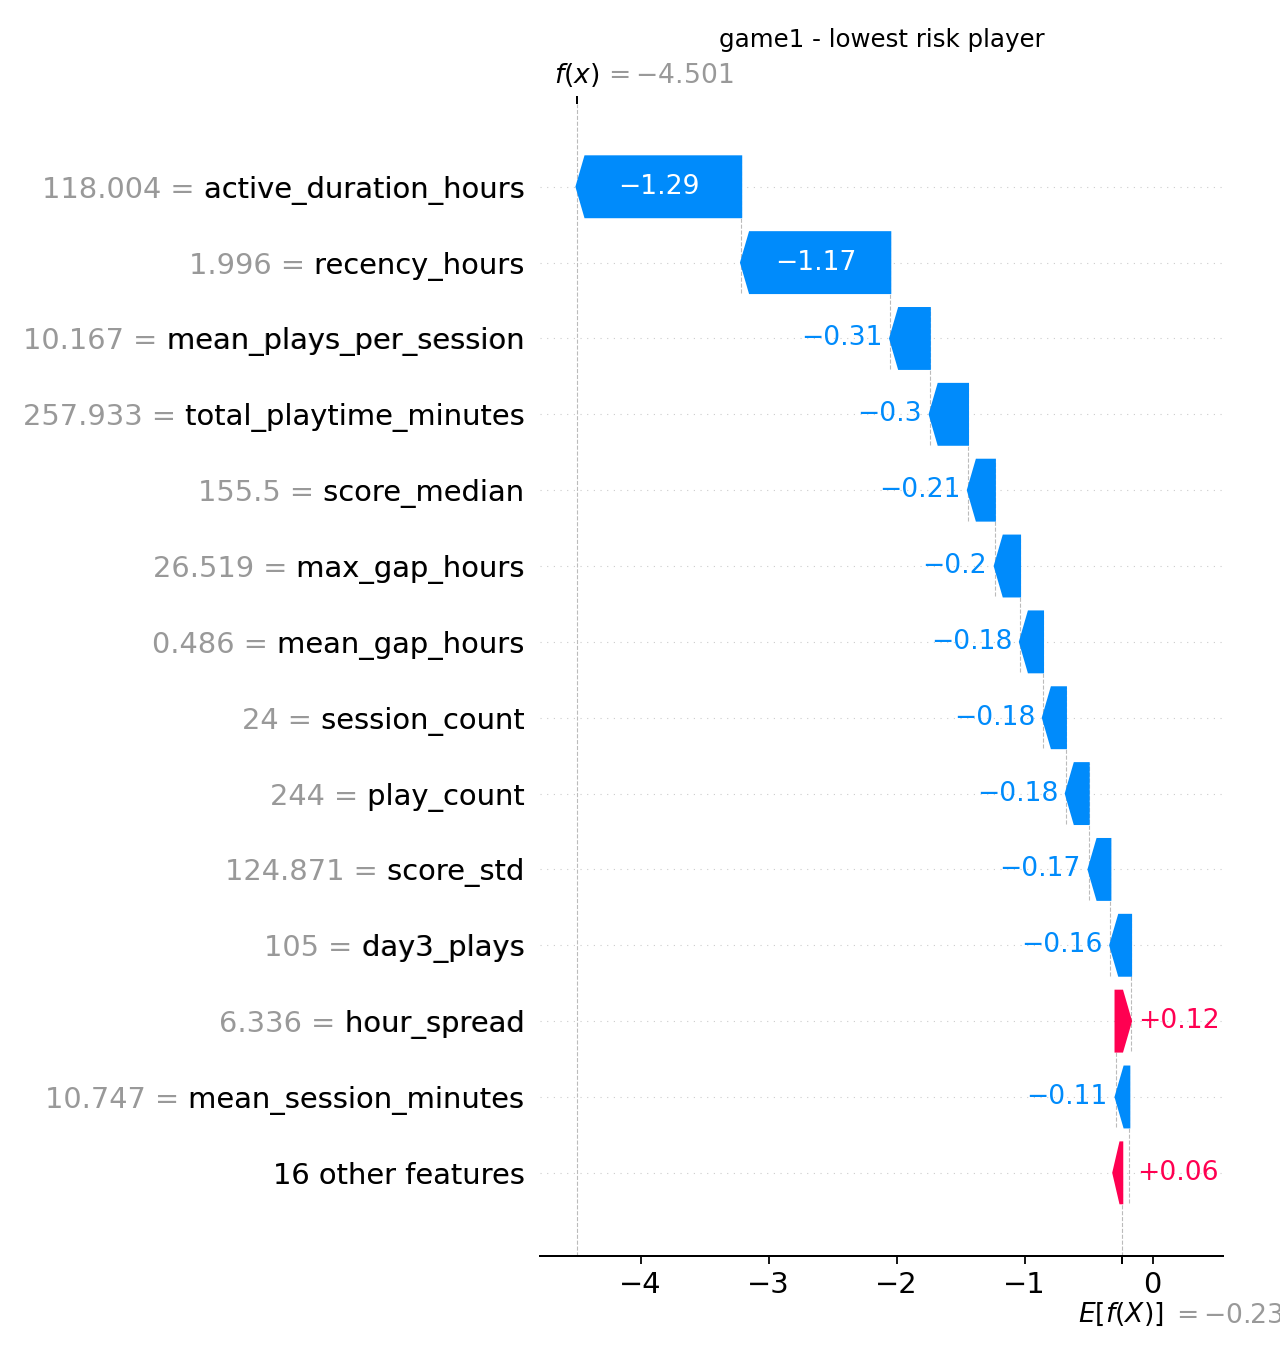 game1 - lowest risk player
f(x) = −4.501
118.004 = active_duration_hours −1.29
1.996 = recency_hours −1.17
10.167 = mean_plays_per_session −0.31
257.933 = total_playtime_minutes −0.3
155.5 = score_median −0.21
26.519 = max_gap_hours −0.2
0.486 = mean_gap_hours −0.18
24 = session_count −0.18
244 = play_count −0.18
124.871 = score_std −0.17
105 = day3_plays −0.16
6.336 = hour_spread +0.12
10.747 = mean_session_minutes −0.11
16 other features +0.06
−4 −3 −2 −1 0
E[f(X)] = −0.23